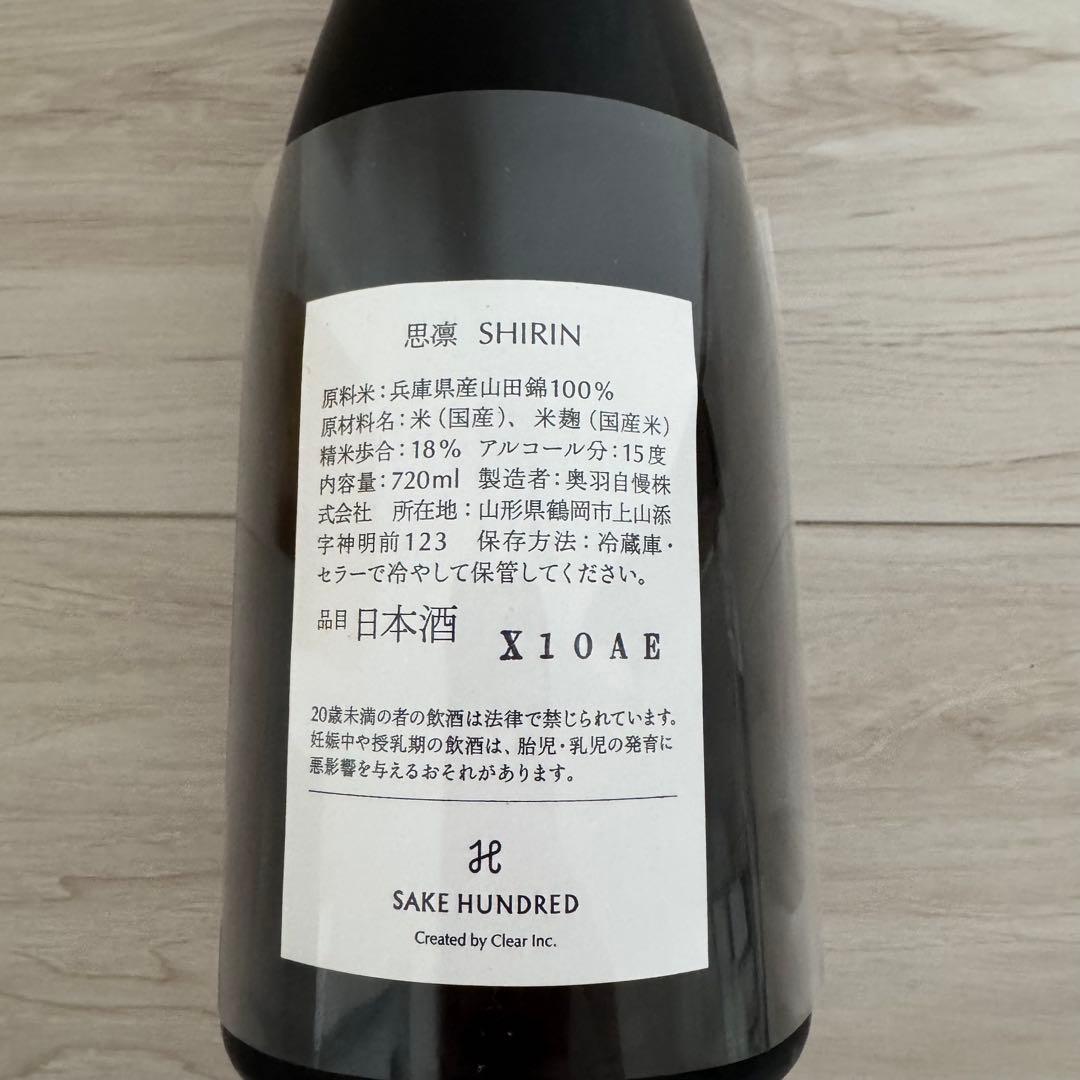 思凛 SHIRIN
原料米：兵庫県産山田錦100%
原材料名：米（国産）、米麹（国産米）
精米歩合：18% アルコール分：15度
内容量：720ml 製造者：奥羽自慢株
式会社 所在地：山形県鶴岡市上山添
字神明前123 保存方法：冷蔵庫・
セラーで冷やして保管してください。
品目 日本酒
X10AE
20歳未満の者の飲酒は法律で禁じられています。
妊娠中や授乳期の飲酒は、胎児・乳児の発育に
悪影響を与えるおそれがあります。
SAKE HUNDRED
Created by Clear Inc.